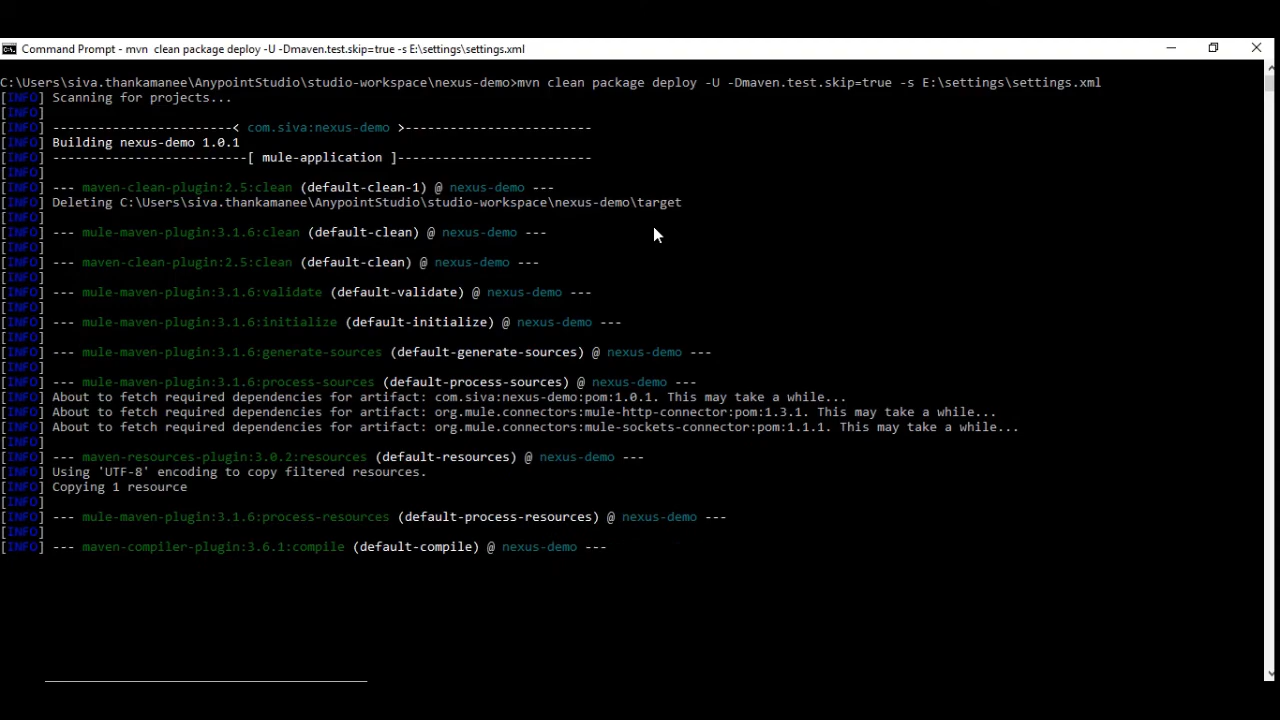 Command Prompt - mvn  clean package deploy -U -Dmaven.test.skip=true -s E:\settings\settings.xml
C:\Users\siva.thankamanee\AnypointStudio\studio-workspace\nexus-demo>mvn clean package deploy -U -Dmaven.test.skip=true -s E:\settings\settings.xml
[INFO] Scanning for projects...
[INFO]
[INFO] ------------------------< com.siva:nexus-demo >-------------------------
[INFO] Building nexus-demo 1.0.1
[INFO] --------------------------[ mule-application ]--------------------------
[INFO]
[INFO] --- maven-clean-plugin:2.5:clean (default-clean-1) @ nexus-demo ---
[INFO] Deleting C:\Users\siva.thankamanee\AnypointStudio\studio-workspace\nexus-demo\target
[INFO]
[INFO] --- mule-maven-plugin:3.1.6:clean (default-clean) @ nexus-demo ---
[INFO]
[INFO] --- maven-clean-plugin:2.5:clean (default-clean) @ nexus-demo ---
[INFO]
[INFO] --- mule-maven-plugin:3.1.6:validate (default-validate) @ nexus-demo ---
[INFO]
[INFO] --- mule-maven-plugin:3.1.6:initialize (default-initialize) @ nexus-demo ---
[INFO]
[INFO] --- mule-maven-plugin:3.1.6:generate-sources (default-generate-sources) @ nexus-demo ---
[INFO]
[INFO] --- mule-maven-plugin:3.1.6:process-sources (default-process-sources) @ nexus-demo ---
[INFO] About to fetch required dependencies for artifact: com.siva:nexus-demo:pom:1.0.1. This may take a while...
[INFO] About to fetch required dependencies for artifact: org.mule.connectors:mule-http-connector:pom:1.3.1. This may take a while...
[INFO] About to fetch required dependencies for artifact: org.mule.connectors:mule-sockets-connector:pom:1.1.1. This may take a while...
[INFO]
[INFO] --- maven-resources-plugin:3.0.2:resources (default-resources) @ nexus-demo ---
[INFO] Using 'UTF-8' encoding to copy filtered resources.
[INFO] Copying 1 resource
[INFO]
[INFO] --- mule-maven-plugin:3.1.6:process-resources (default-process-resources) @ nexus-demo ---
[INFO]
[INFO] --- maven-compiler-plugin:3.6.1:compile (default-compile) @ nexus-demo ---